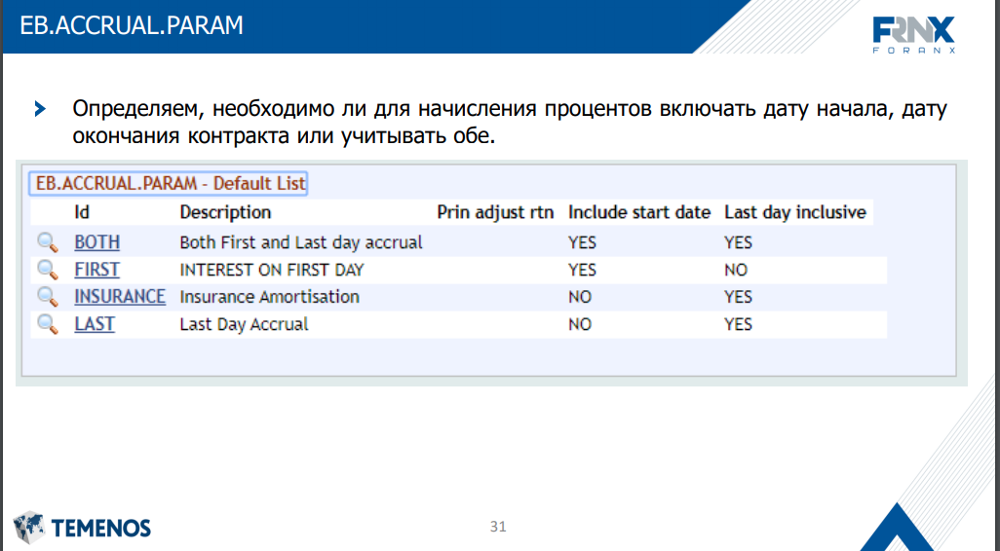 EB.ACCRUAL.PARAM
FRNX
FORANX
Определяем, необходимо ли для начисления процентов включать дату начала, дату
окончания контракта или учитывать обе.
EB.ACCRUAL.PARAM - Default List
Id Description Prin adjust rtn Include start date Last day inclusive
BOTH Both First and Last day accrual YES YES
FIRST INTEREST ON FIRST DAY YES NO
INSURANCE Insurance Amortisation NO YES
LAST Last Day Accrual NO YES
TEMENOS
31